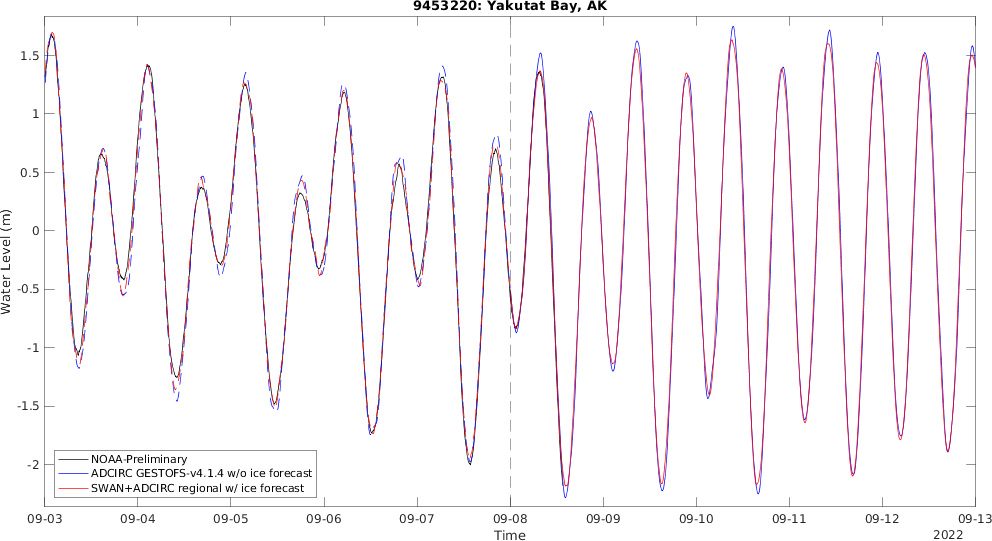 9453220: Yakutat Bay, AK
Water Level (m)
1.5
1
0.5
0
-0.5
-1
-1.5
-2
NOAA-Preliminary
ADCIRC GESTOFS-v4.1.4 w/o ice forecast
SWAN+ADCIRC regional w/ ice forecast
09-03 09-04 09-05 09-06 09-07 09-08 09-09 09-10 09-11 09-12 09-13
Time
2022